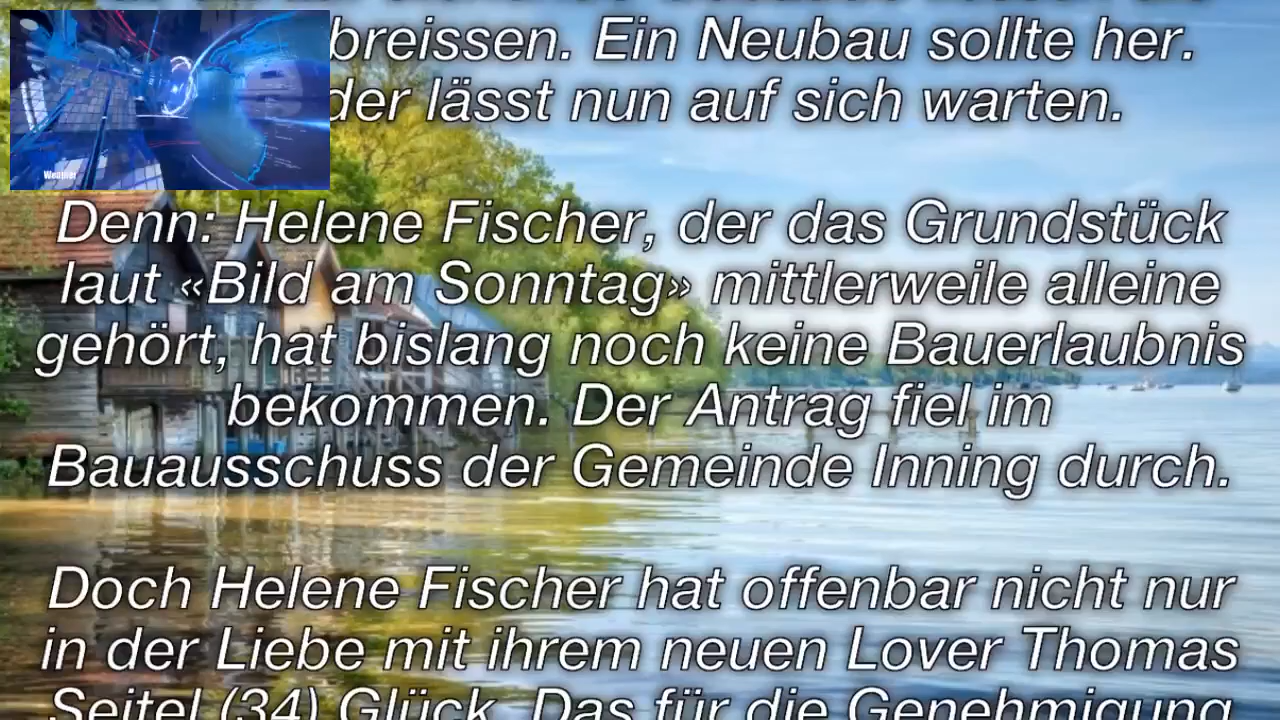 breissen. Ein Neubau sollte her.
der lässt nun auf sich warten.
Weather
Denn: Helene Fischer, der das Grundstück
laut «Bild am Sonntag» mittlerweile alleine
gehört, hat bislang noch keine Bauerlaubnis
bekommen. Der Antrag fiel im
Bauausschuss der Gemeinde Inning durch.
Doch Helene Fischer hat offenbar nicht nur
in der Liebe mit ihrem neuen Lover Thomas
Seitel (34) Glück. Das für die Genehmigung